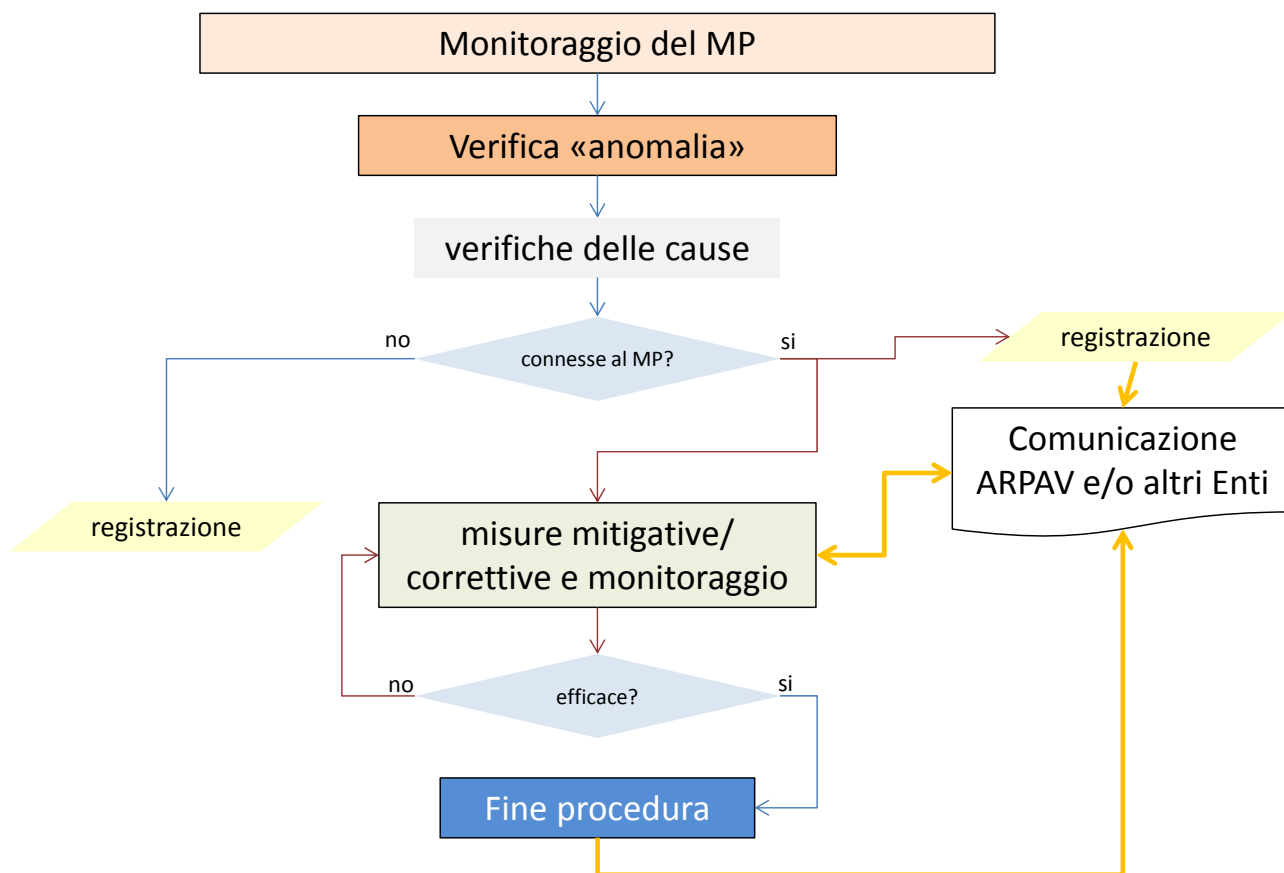 Monitoraggio del MP
Verifica «anomalia»
verifiche delle cause
no
connesse al MP?
si
registrazione
Comunicazione
ARPAV e/o altri Enti
registrazione
misure mitigative/
correttive e monitoraggio
no
efficace?
si
Fine procedura